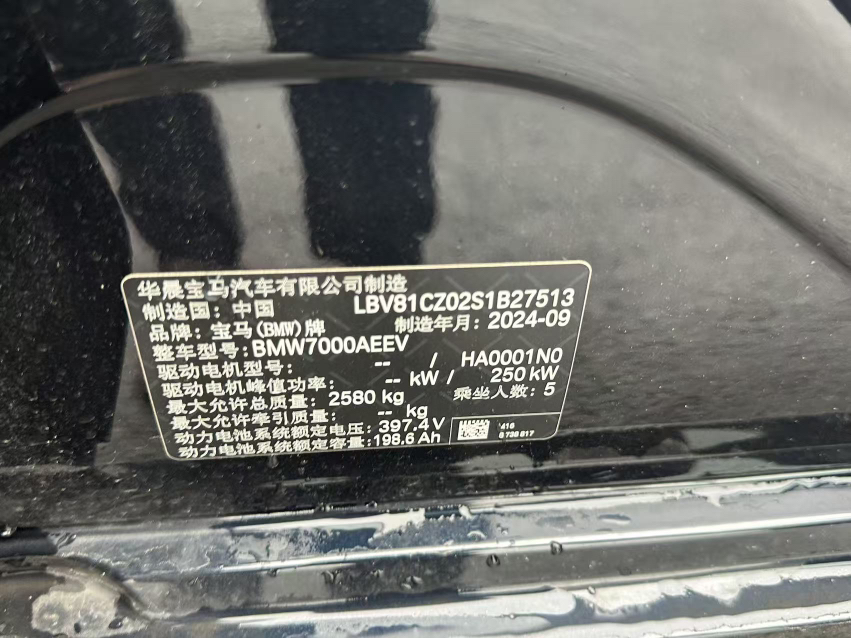 华晨宝马汽车有限公司制造
制造国：中国 LBV81CZ02S1B27513
品牌：宝马(BMW)牌 制造年月：2024-09
整车型号：BMW7000AEEV
驱动电机型号： -- / HA0001N0
驱动电机峰值功率： -- kW / 250 kW
最大允许总质量： 2580 kg 乘坐人数：5
最大允许牵引质量： -- kg
动力电池系统额定电压：397.4V
动力电池系统额定容量：198.6Ah